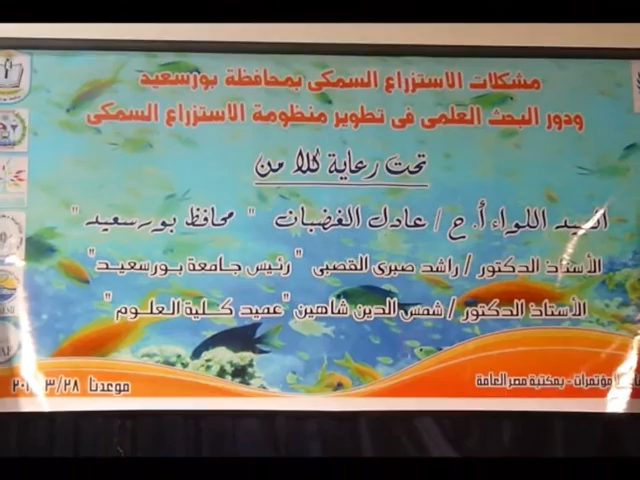 مشكلات الاستزراع السمكى بمحافظة بورسعيد
ودور البحث العلمى فى تطوير منظومة الاستزراع السمكى
تحت رعاية كلا من
السيد اللواء أ.ح / عادل الغضبان " محافظ بورسعيد "
الأستاذ الدكتور / راشد صبرى القصبى " رئيس جامعة بورسعيد "
الأستاذ الدكتور / شمس الدين شاهين "عميد كلية العلوم "
المؤتمرات - بمكتبة مصر العامة
موعدنا ٣/٢٨